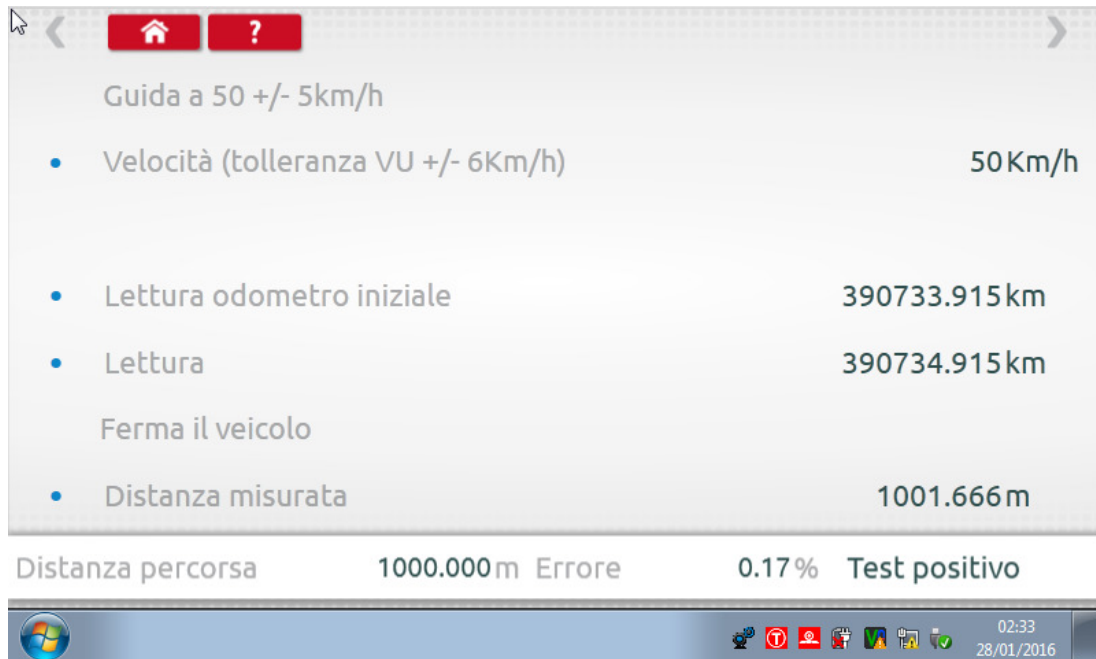 ?
Guida a 50 +/- 5km/h
Velocità (tolleranza VU +/- 6Km/h) 50 Km/h
Lettura odometro iniziale 390733.915 km
Lettura 390734.915 km
Ferma il veicolo
Distanza misurata 1001.666 m
Distanza percorsa 1000.000 m Errore 0.17 % Test positivo
02:33
28/01/2016